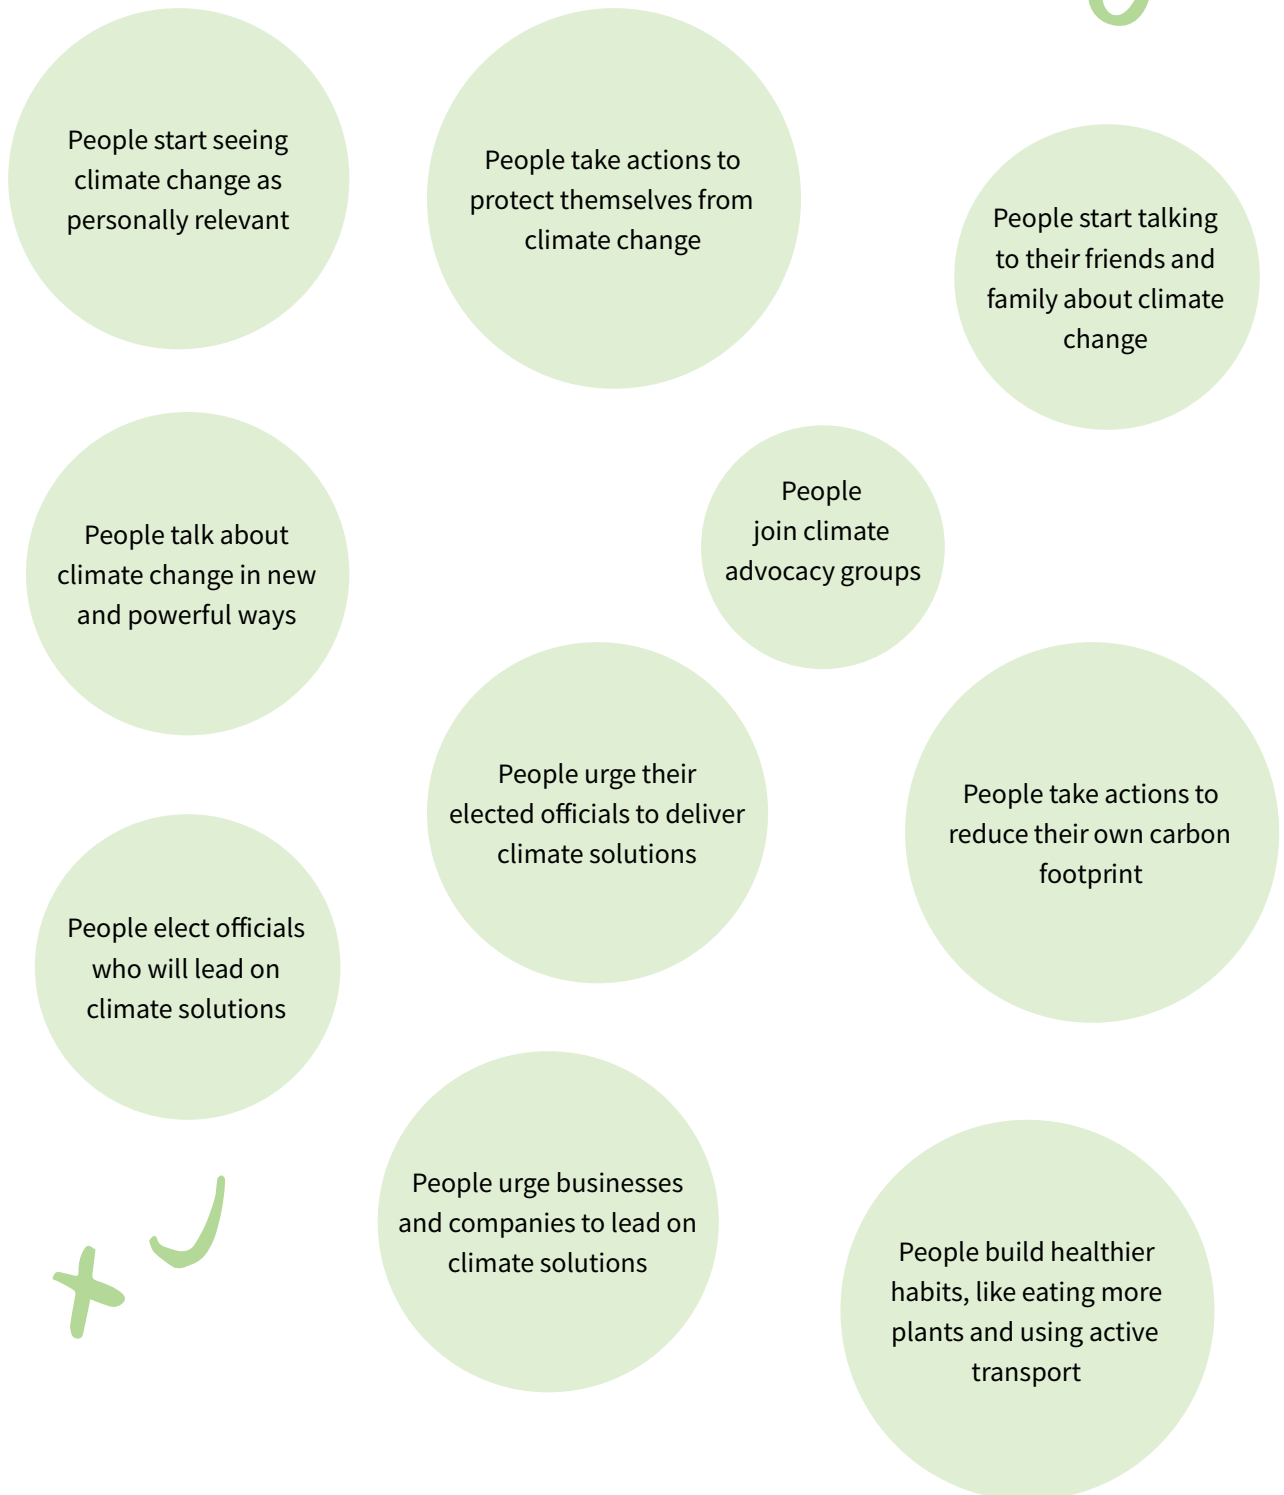 People start seeing
climate change as
personally relevant
People take actions to
protect themselves from
climate change
People start talking
to their friends and
family about climate
change
People talk about
climate change in new
and powerful ways
People
join climate
advocacy groups
People urge their
elected officials to deliver
climate solutions
People take actions to
reduce their own carbon
footprint
People elect officials
who will lead on
climate solutions
People urge businesses
and companies to lead on
climate solutions
People build healthier
habits, like eating more
plants and using active
transport